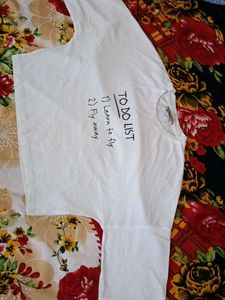 TO DO LIST
1) Learn to fly
2) Fly away